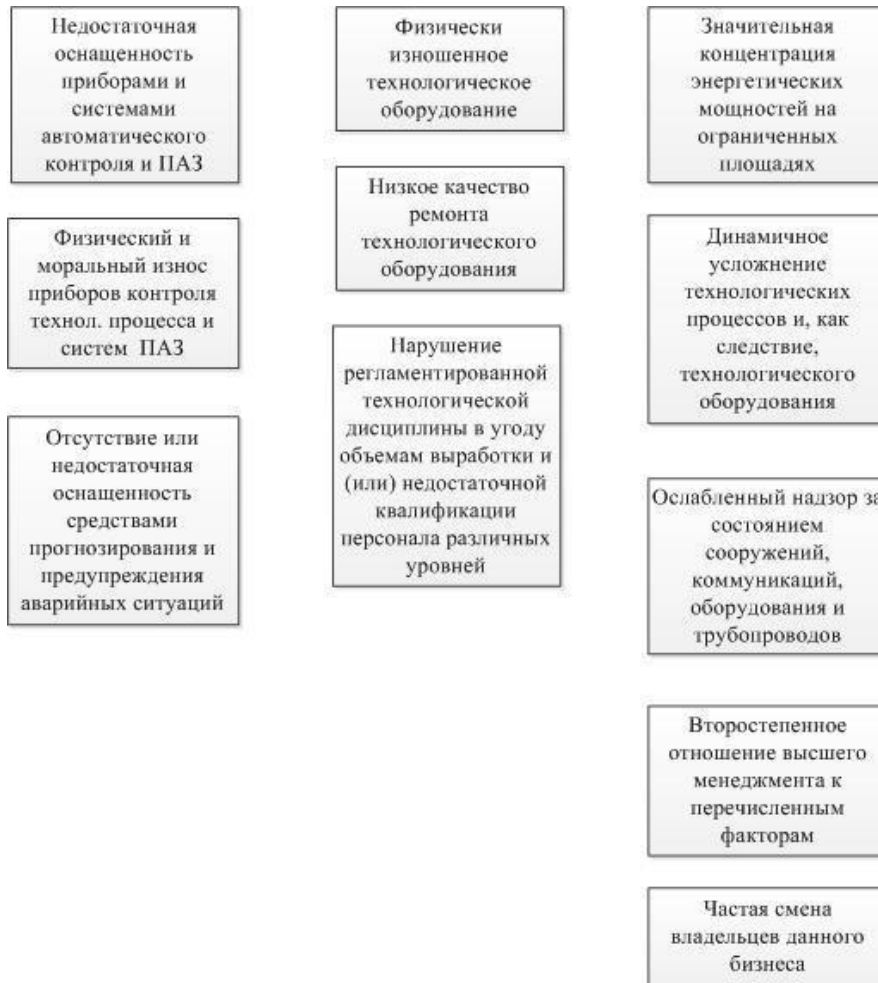 Недостаточная
оснащенность
приборами и
системами
автоматического
контроля и ПАЗ
Физический и
моральный износ
приборов контроля
технол. процесса и
систем ПАЗ
Отсутствие или
недостаточная
оснащенность
средствами
прогнозирования и
предупреждения
аварийных ситуаций
Физически
изношенное
технологическое
оборудование
Низкое качество
ремонта
технологического
оборудования
Нарушение
регламентированной
технологической
дисциплины в угоду
объемам выработки и
(или) недостаточной
квалификации
персонала различных
уровней
Значительная
концентрация
энергетических
мощностей на
ограниченных
площадях
Динамичное
усложнение
технологических
процессов и, как
следствие,
технологического
оборудования
Ослабленный надзор за
состоянием
сооружений,
коммуникаций,
оборудования и
трубопроводов
Второстепенное
отношение высшего
менеджмента к
перечисленным
факторам
Частая смена
владельцев данного
бизнеса